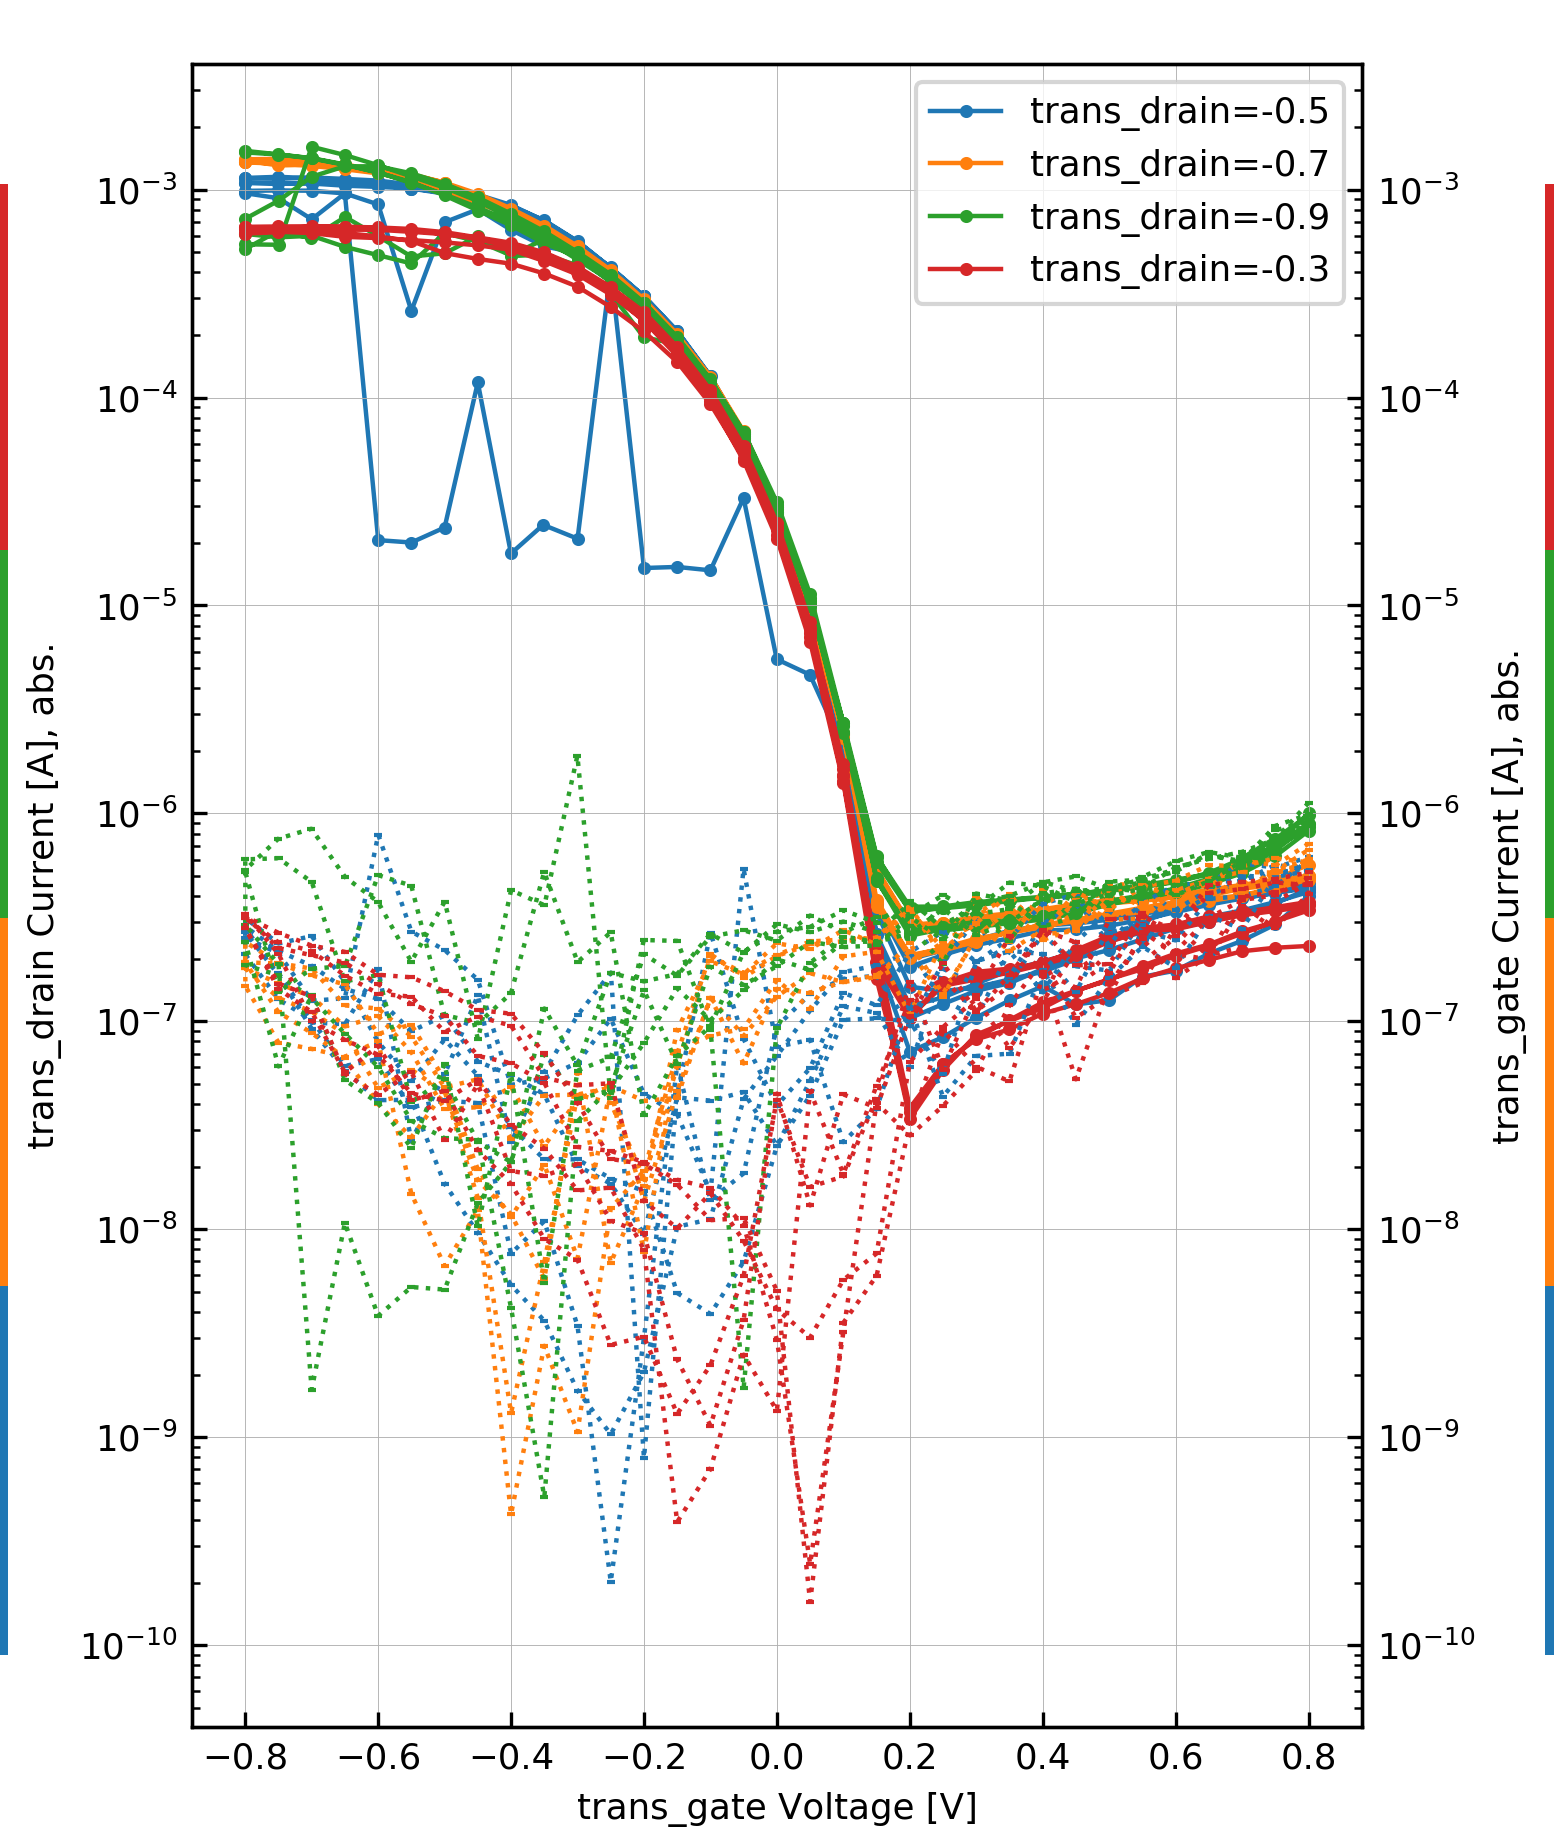 trans_drain=-0.5
trans_drain=-0.7
trans_drain=-0.9
trans_drain=-0.3
10⁻³
10⁻⁴
10⁻⁵
10⁻⁶
10⁻⁷
10⁻⁸
10⁻⁹
10⁻¹⁰
trans_drain Current [A], abs.
10⁻³
10⁻⁴
10⁻⁵
10⁻⁶
10⁻⁷
10⁻⁸
10⁻⁹
10⁻¹⁰
trans_gate Current [A], abs.
−0.8 −0.6 −0.4 −0.2 0.0 0.2 0.4 0.6 0.8
trans_gate Voltage [V]